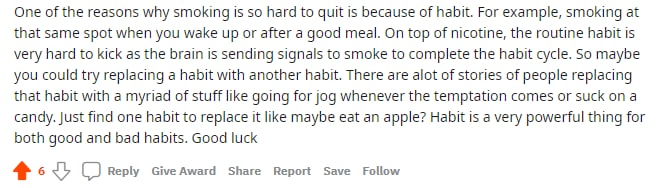 One of the reasons why smoking is so hard to quit is because of habit. For example, smoking at
that same spot when you wake up or after a good meal. On top of nicotine, the routine habit is
very hard to kick as the brain is sending signals to smoke to complete the habit cycle. So maybe
you could try replacing a habit with another habit. There are alot of stories of people replacing
that habit with a myriad of stuff like going for jog whenever the temptation comes or suck on a
candy. Just find one habit to replace it like maybe eat an apple? Habit is a very powerful thing for
both good and bad habits. Good luck
6 Reply Give Award Share Report Save Follow